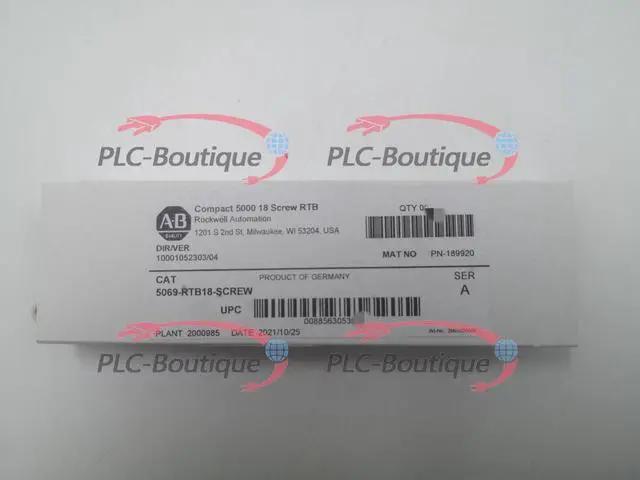 PLC-Boutique
PLC-Boutique
Compact 5000 18 Screw RTB
Rockwell Automation
1201 S 2nd St, Milwaukee, WI 53204, USA
A-B
QUALITY
QTY
DIR/VER
10001052303/04
MAT NO PN-189920
CAT
PRODUCT OF GERMANY
SER
5069-RTB18-SCREW
A
UPC
PLANT 2000985 DATE 2021/10/25
PLC-Boutique
PLC-Boutique